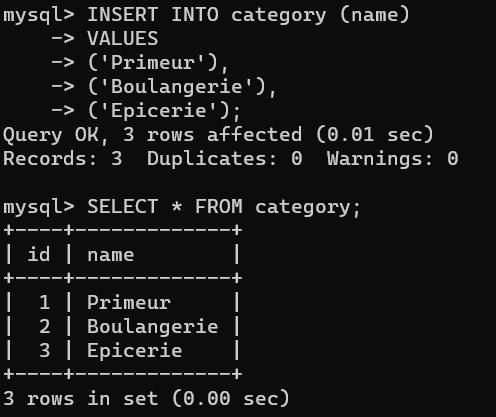 mysql> INSERT INTO category (name)
    -> VALUES
    -> ('Primeur'),
    -> ('Boulangerie'),
    -> ('Epicerie');
Query OK, 3 rows affected (0.01 sec)
Records: 3  Duplicates: 0  Warnings: 0

mysql> SELECT * FROM category;
+----+-------------+
| id | name        |
+----+-------------+
|  1 | Primeur     |
|  2 | Boulangerie |
|  3 | Epicerie    |
+----+-------------+
3 rows in set (0.00 sec)